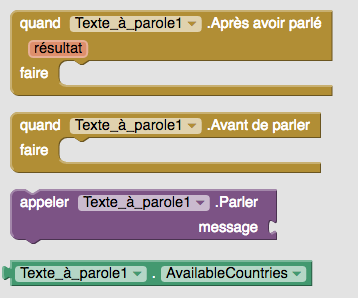 quand Texte_à_parole1 .Après avoir parlé
résultat
faire
quand Texte_à_parole1 .Avant de parler
faire
appeler Texte_à_parole1 .Parler
message
Texte_à_parole1 . AvailableCountries